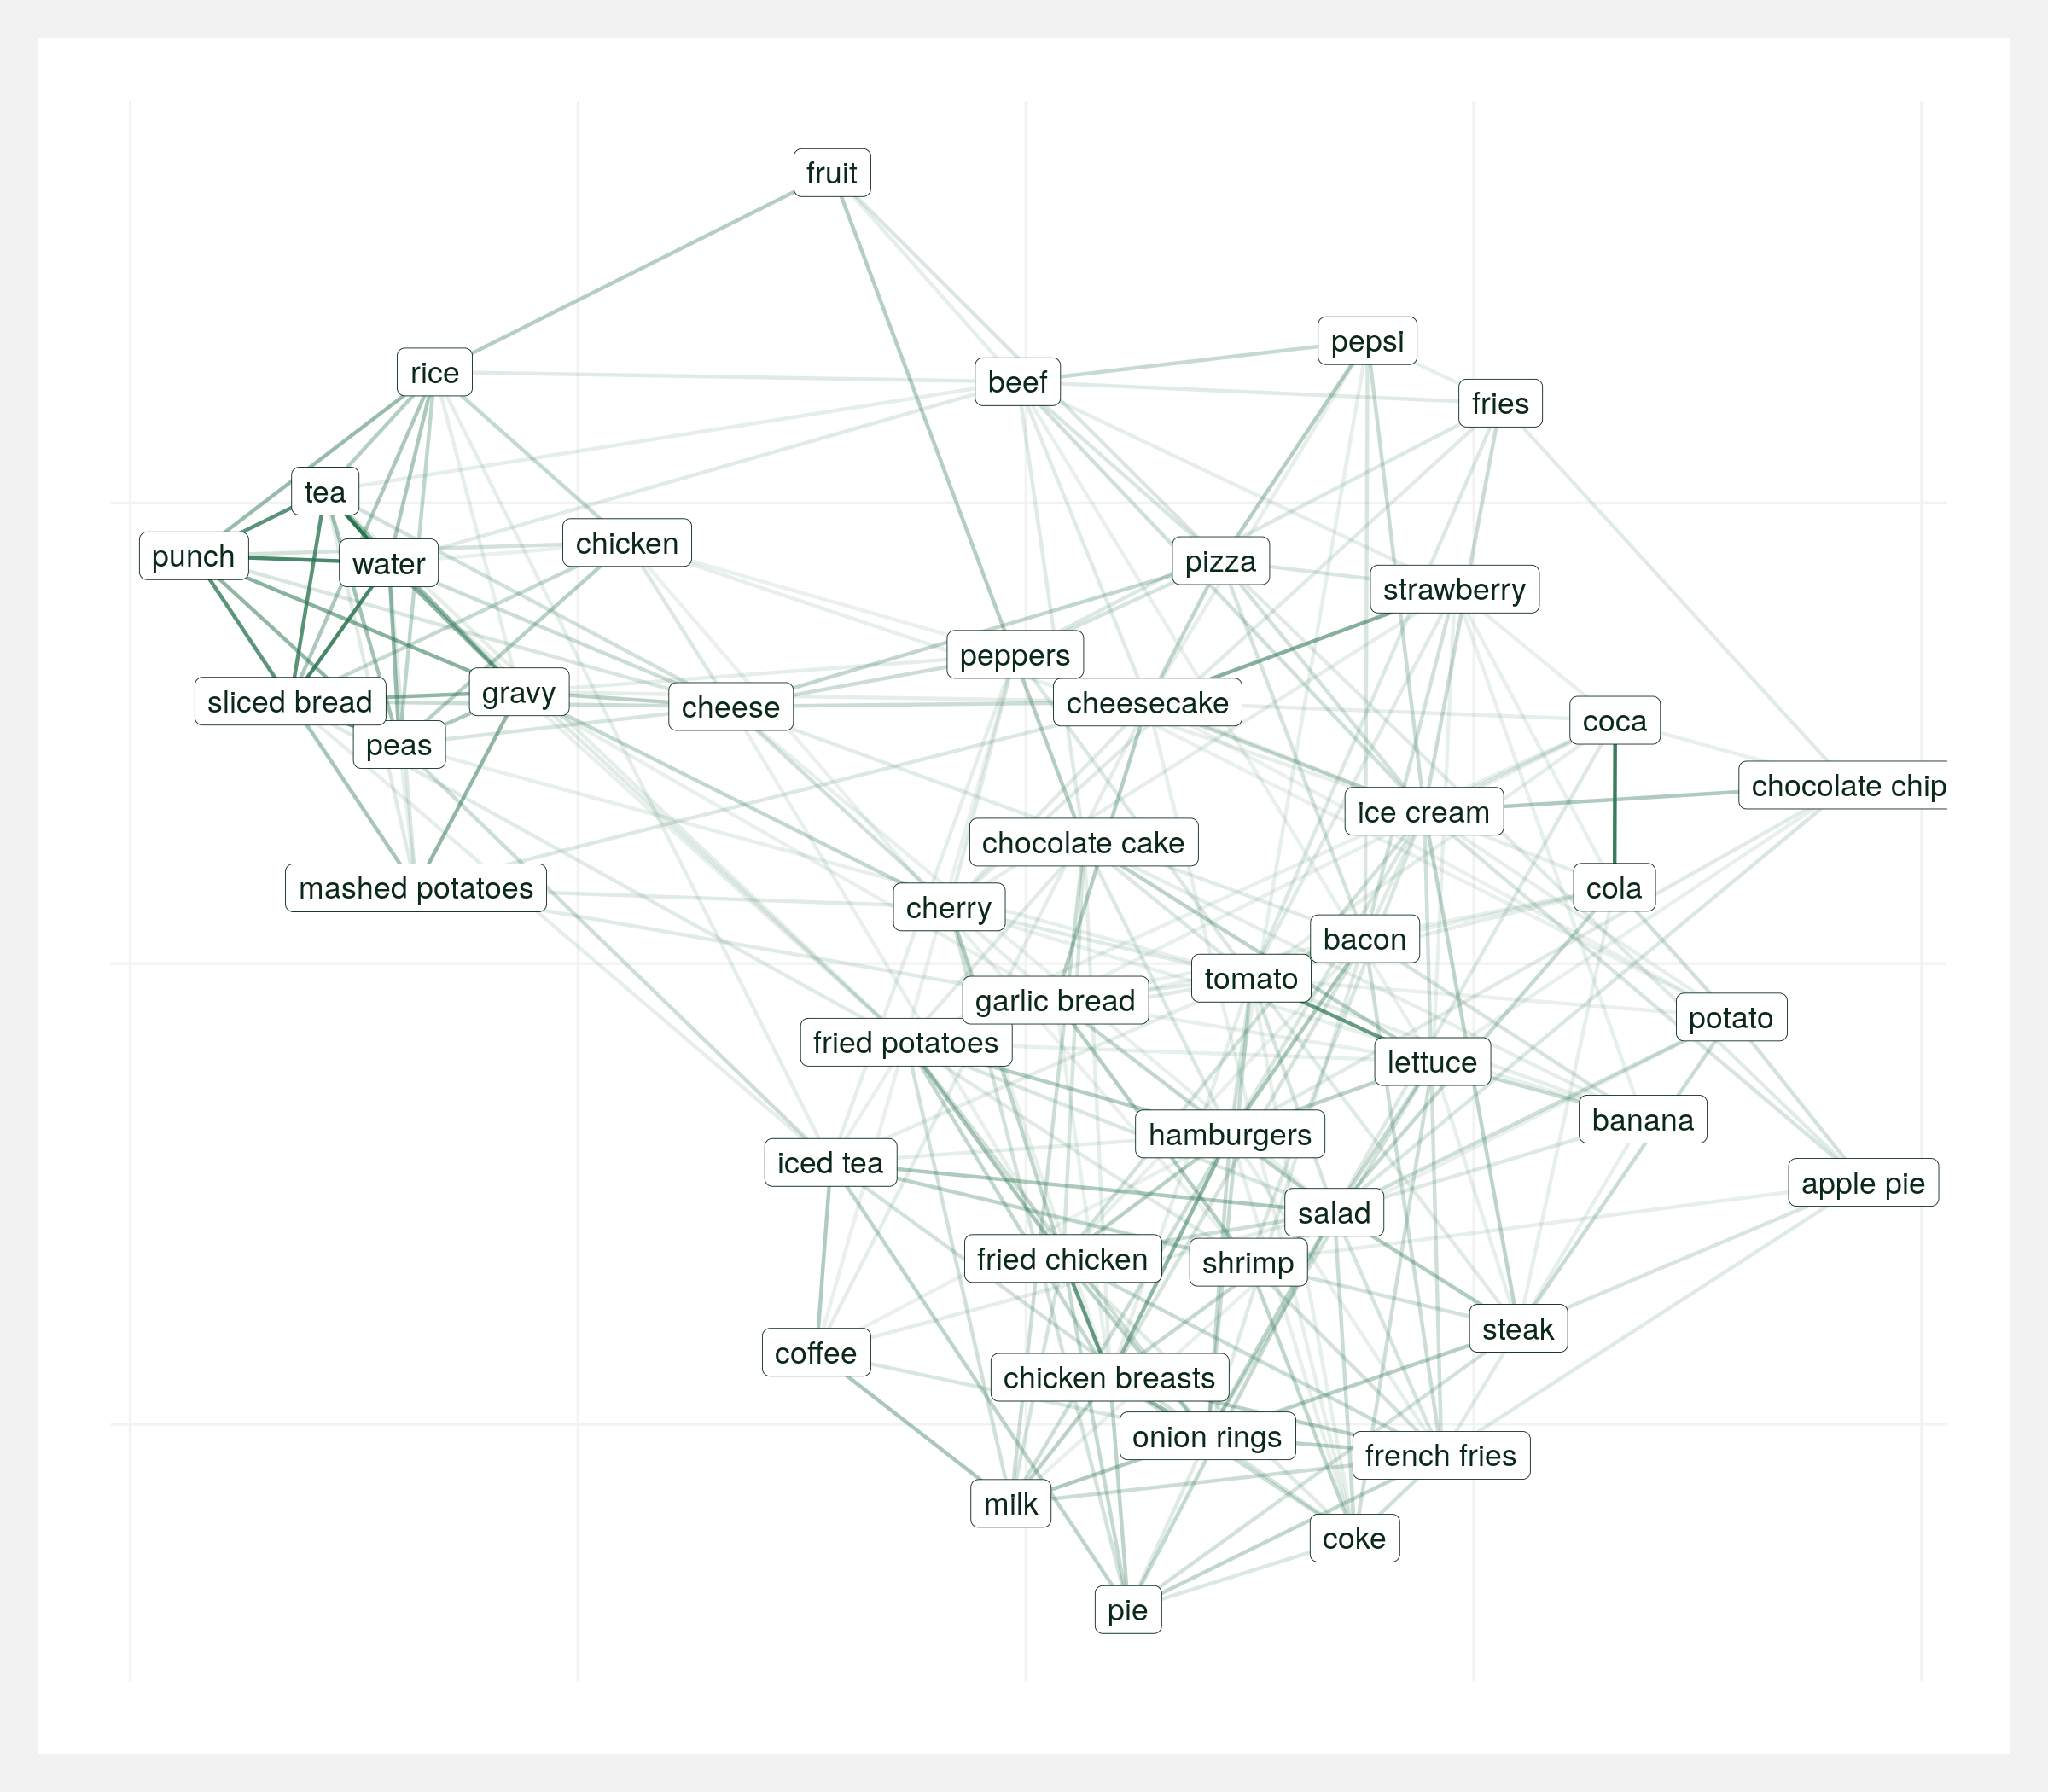 fruit
pepsi
rice
beef
fries
tea
punch
water
chicken
pizza
strawberry
peppers
sliced bread
gravy
cheese
cheesecake
coca
peas
chocolate chip
ice cream
chocolate cake
mashed potatoes
cherry
cola
bacon
tomato
garlic bread
potato
fried potatoes
lettuce
banana
hamburgers
iced tea
apple pie
salad
fried chicken
shrimp
steak
coffee
chicken breasts
onion rings
french fries
milk
coke
pie